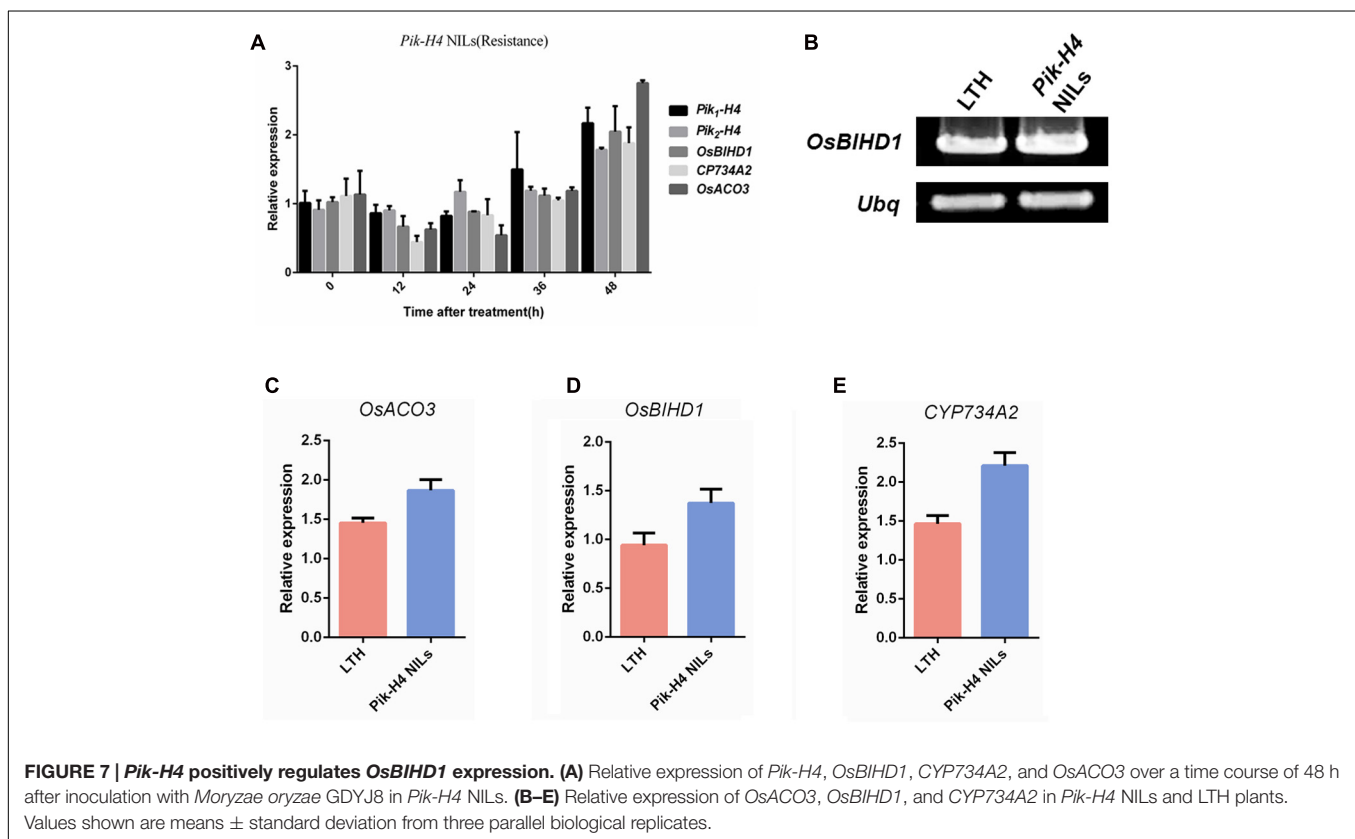 A
Pik-H4 NILs(Resistance)
Relative expression
3
2
1
0
0
12
24
36
48
Time after treatment(h)
Pik1-H4
Pik2-H4
OsBIHD1
CP734A2
OsACO3
B
LTH
Pik-H4
NILs
OsBIHD1
Ubq
C
OsACO3
Relative expression
2.5
2.0
1.5
1.0
0.5
0.0
LTH
Pik-H4 NILs
D
OsBIHD1
Relative expression
2.0
1.5
1.0
0.5
0.0
LTH
Pik-H4 NILs
E
CYP734A2
Relative expression
2.5
2.0
1.5
1.0
0.5
0.0
LTH
Pik-H4 NILs
FIGURE 7 | Pik-H4 positively regulates OsBIHD1 expression. (A) Relative expression of Pik-H4, OsBIHD1, CYP734A2, and OsACO3 over a time course of 48 h
after inoculation with Moryzae oryzae GDYJ8 in Pik-H4 NILs. (B–E) Relative expression of OsACO3, OsBIHD1, and CYP734A2 in Pik-H4 NILs and LTH plants.
Values shown are means ± standard deviation from three parallel biological replicates.